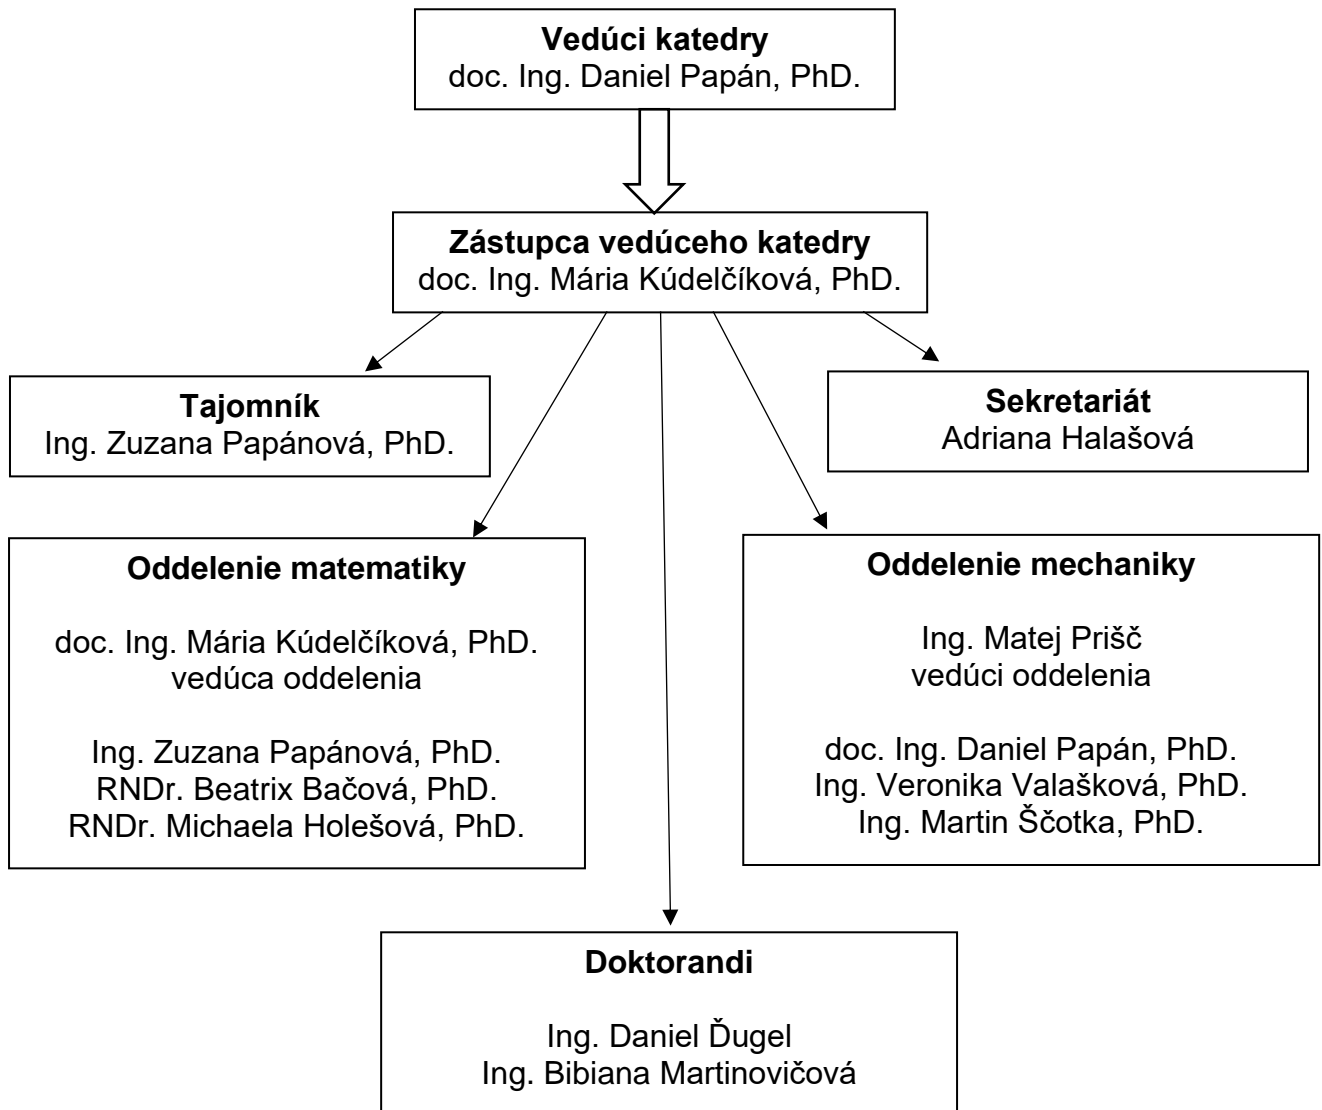 Vedúci katedry
doc. Ing. Daniel Papán, PhD.
Zástupca vedúceho katedry
doc. Ing. Mária Kúdelčíková, PhD.
Tajomník
Ing. Zuzana Papánová, PhD.
Sekretariát
Adriana Halašová
Oddelenie matematiky
doc. Ing. Mária Kúdelčíková, PhD.
vedúca oddelenia
Ing. Zuzana Papánová, PhD.
RNDr. Beatrix Bačová, PhD.
RNDr. Michaela Holešová, PhD.
Oddelenie mechaniky
Ing. Matej Prišč
vedúci oddelenia
doc. Ing. Daniel Papán, PhD.
Ing. Veronika Valašková, PhD.
Ing. Martin Ščotka, PhD.
Doktorandi
Ing. Daniel Ďugel
Ing. Bibiana Martinovičová